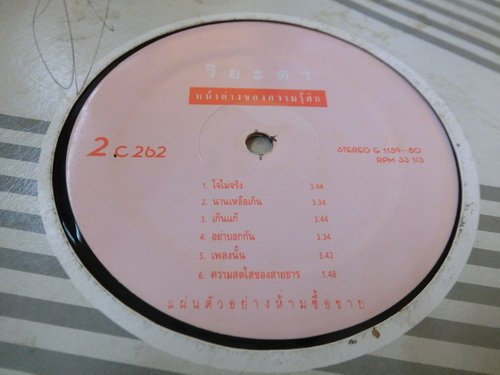 วิยะดา
หน้าต่างของความรู้สึก
2 C 262
STEREO G 1159-60
RPM 33 1/3
1. ใจไม่จริง 3.44
2. นานเหลือเกิน 3.34
3. เกินแก้ 3.44
4. อย่าบอกกัน 3.34
5. เพลงนั้น 3.42
6. ความสดใสของสายธาร 1.48
แผ่นตัวอย่างห้ามซื้อขาย